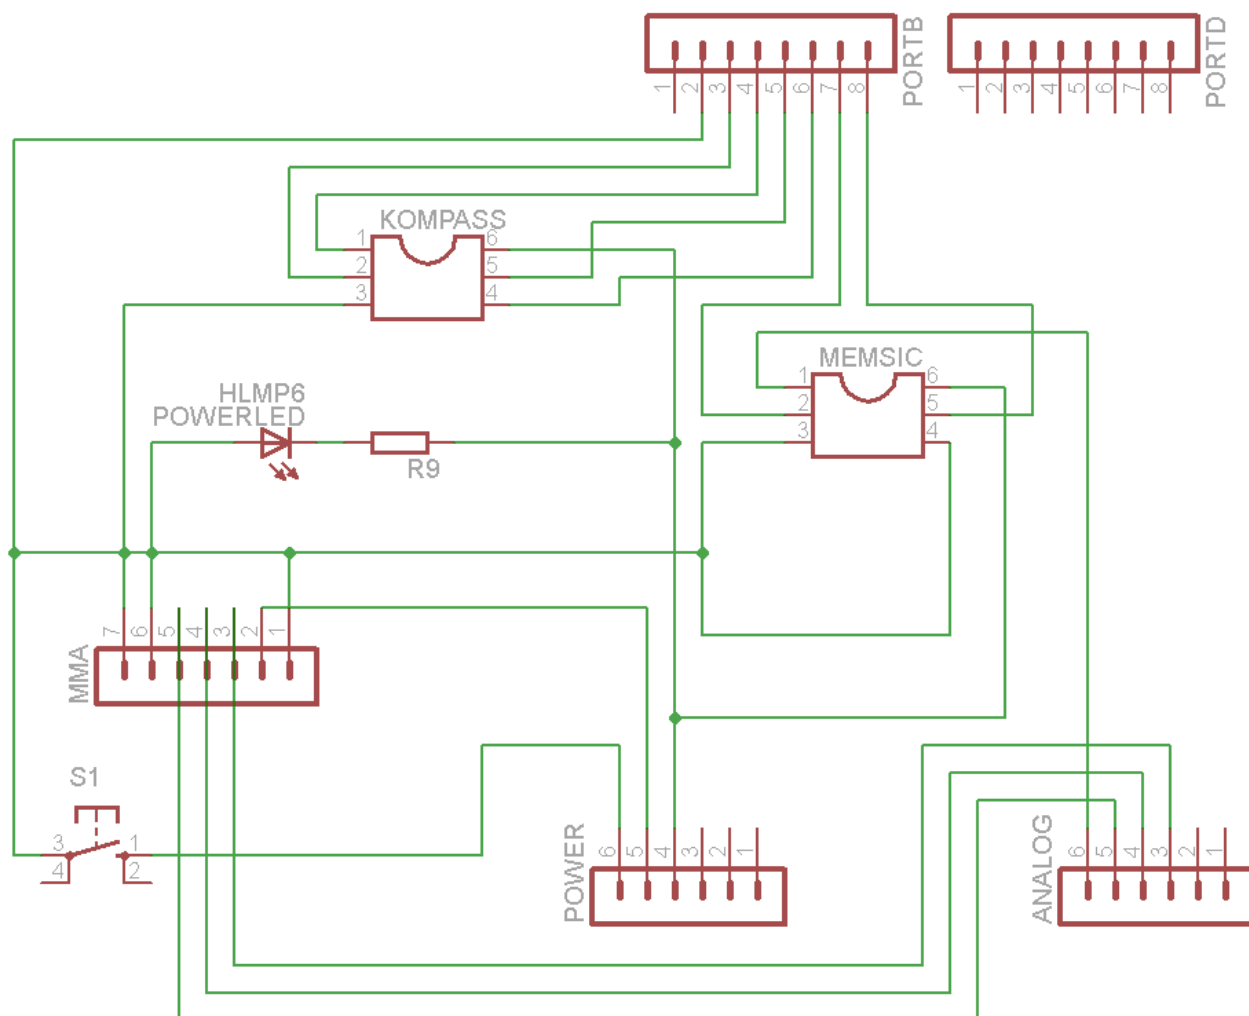 PORTB
1 2 3 4 5 6 7 8
PORTD
1 2 3 4 5 6 7 8
KOMPASS
1 6
2 5
3 4
MEMSIC
1 6
2 5
3 4
HLMP6
POWERLED
R9
MMA
7 6 5 4 3 2 1
S1
3 1
4 2
POWER
6 5 4 3 2 1
ANALOG
6 5 4 3 2 1